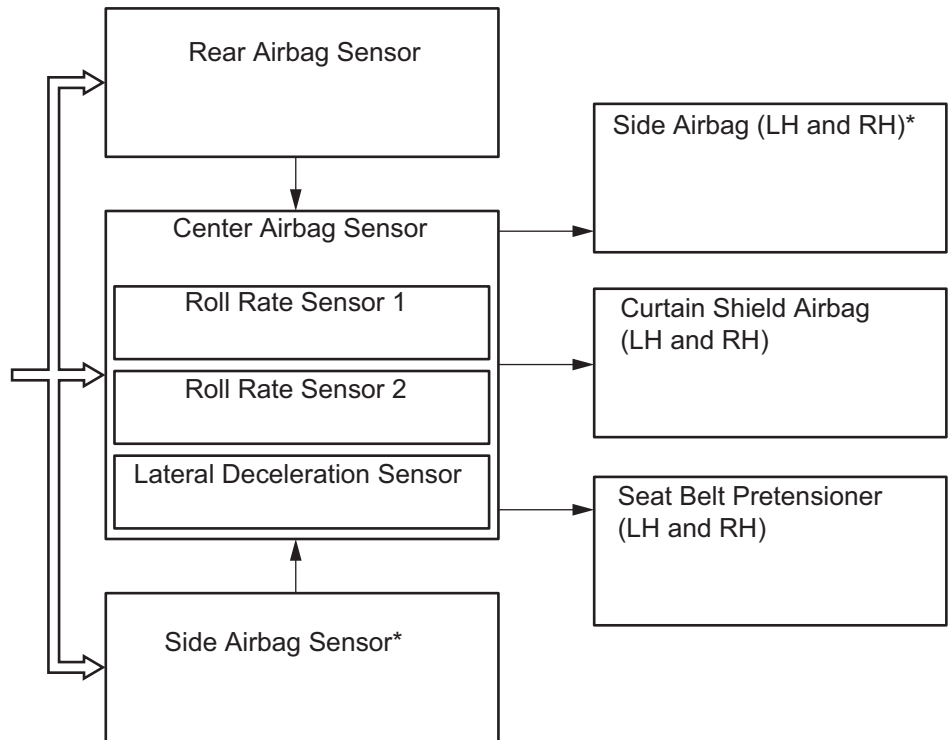 Rear Airbag Sensor
Side Airbag (LH and RH)*
Center Airbag Sensor
Roll Rate Sensor 1
Curtain Shield Airbag
(LH and RH)
Roll Rate Sensor 2
Lateral Deceleration Sensor
Seat Belt Pretensioner
(LH and RH)
Side Airbag Sensor*